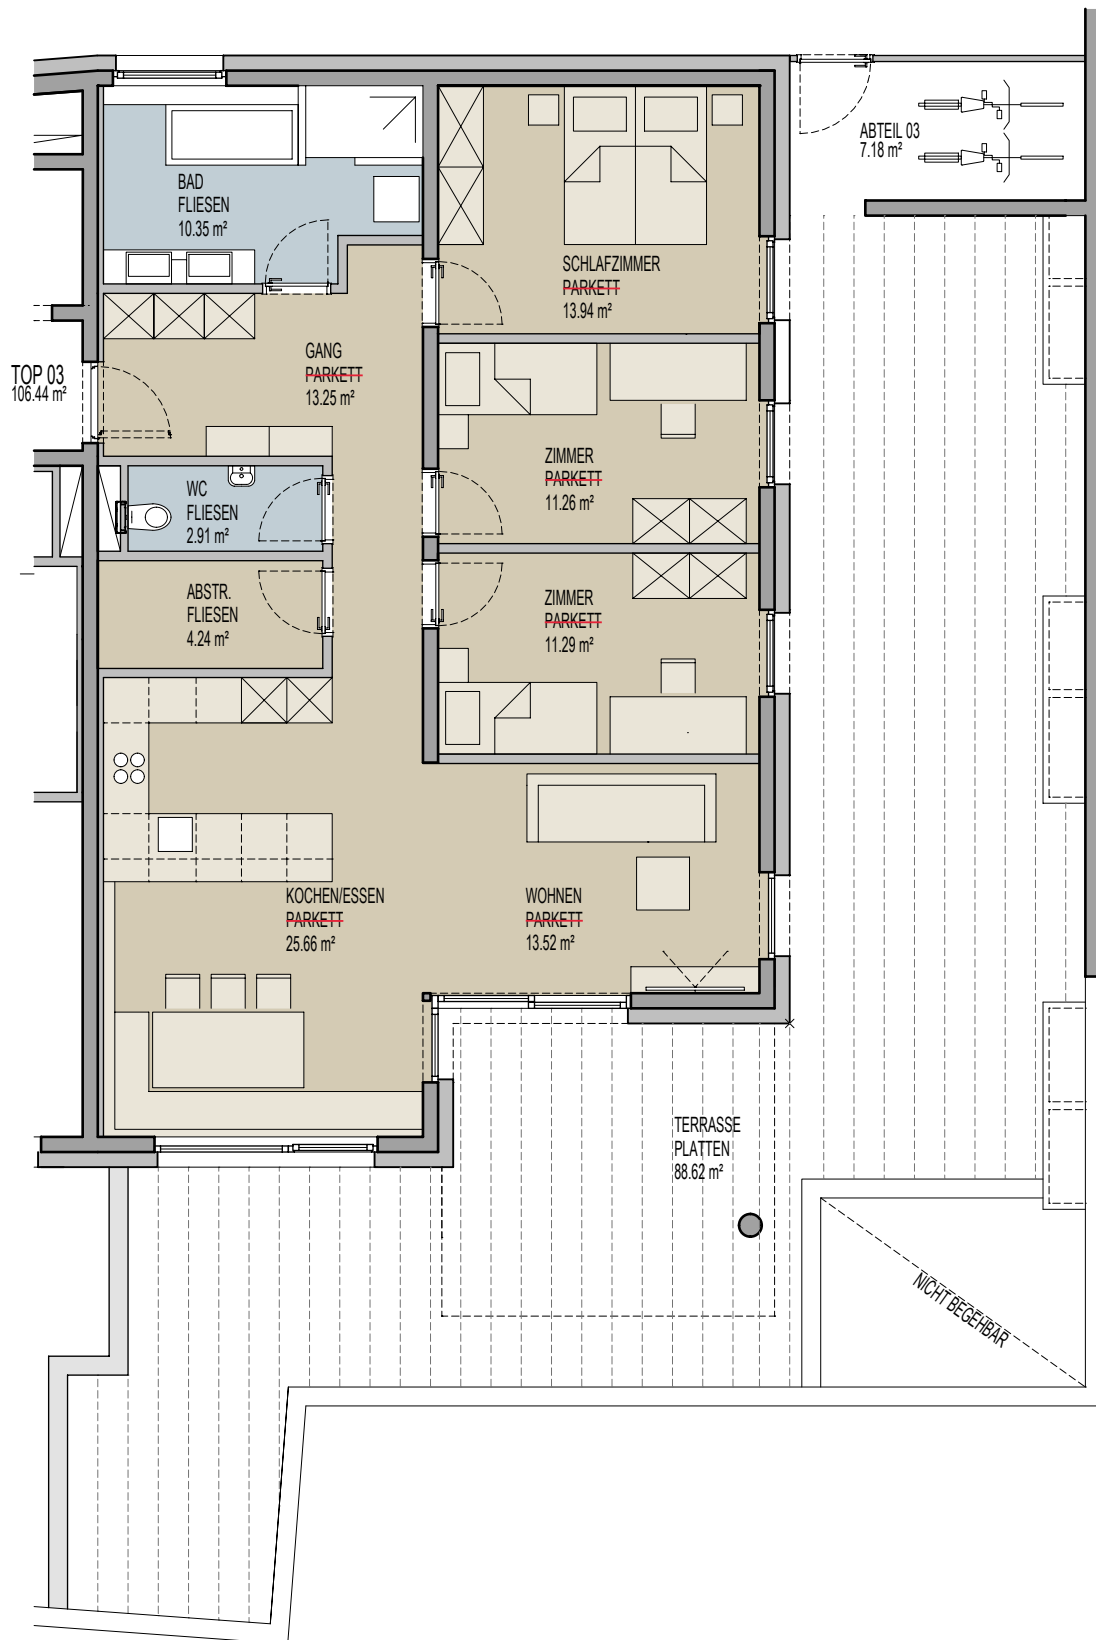 ABTEIL 03
7.18 m²
BAD
FLIESEN
10.35 m²
SCHLAFZIMMER
PARKETT
13.94 m²
GANG
PARKETT
13.25 m²
TOP 03
106.44 m²
ZIMMER
PARKETT
11.26 m²
WC
FLIESEN
2.91 m²
ABSTR.
FLIESEN
4.24 m²
ZIMMER
PARKETT
11.29 m²
KOCHEN/ESSEN
PARKETT
25.66 m²
WOHNEN
PARKETT
13.52 m²
TERRASSE
PLATTEN
88.62 m²
NICHT BEGEHBAR